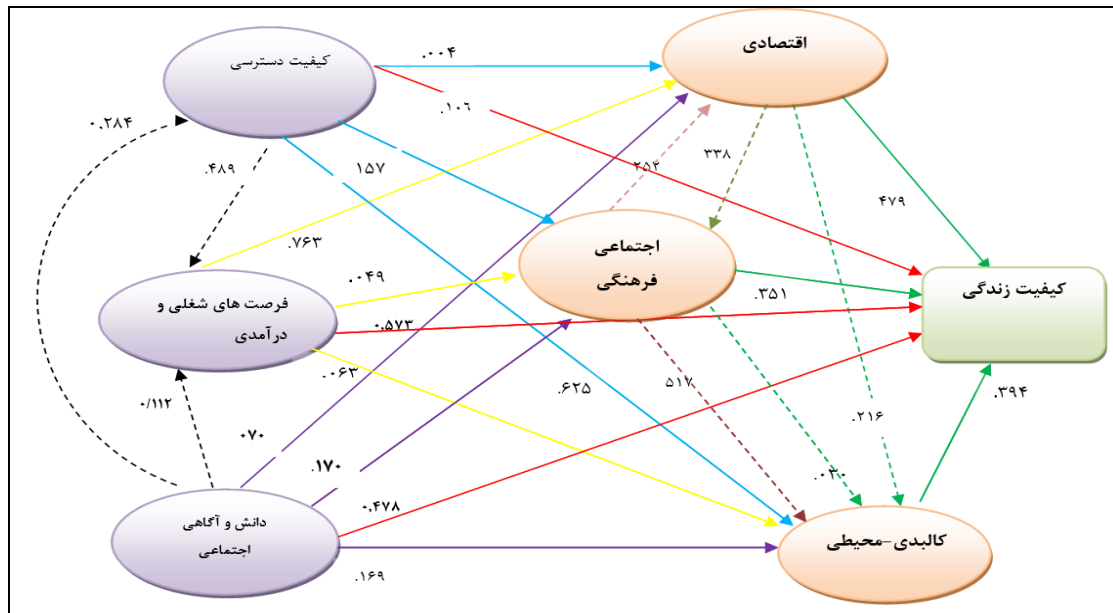 اقتصادی
کیفیت دسترسی
.۰۰۴
.۱۰۶
۰.۲۸۴
.۴۸۹
۱۵۷
۲۵۲
۳۳۸
۴۷۹
.۷۶۳
اجتماعی
فرهنگی
.۰۴۹
فرصت های شغلی و
درآمدی
.۳۵۱
کیفیت زندگی
۰.۵۷۳
.۰۶۳
.۶۲۵
۵۱۷
.۲۱۶
.۳۹۴
۰/۱۱۲
۰۷۰
.۱۷۰
.۰۳۰
۰.۴۷۸
دانش و آگاهی
اجتماعی
کالبدی-محیطی
.۱۶۹